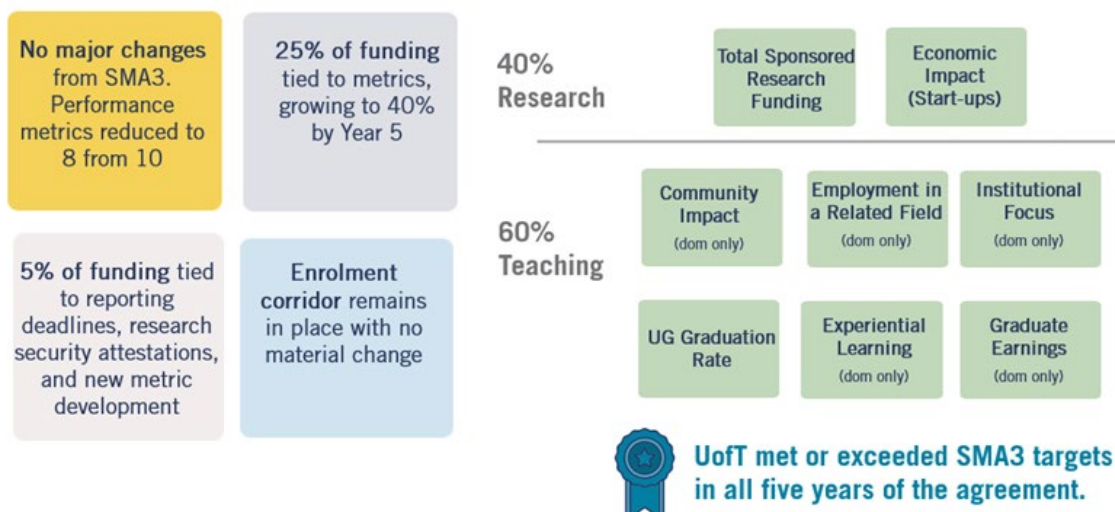 No major changes
from SMA3.
Performance
metrics reduced to
8 from 10
25% of funding
tied to metrics,
growing to 40%
by Year 5
5% of funding tied
to reporting
deadlines, research
security attestations,
and new metric
development
Enrolment
corridor remains
in place with no
material change
40%
Research
Total Sponsored
Research
Funding
Economic
Impact
(Start-ups)
60%
Teaching
Community
Impact
(dom only)
Employment in
a Related Field
(dom only)
Institutional
Focus
(dom only)
UG Graduation
Rate
Experiential
Learning
(dom only)
Graduate
Earnings
(dom only)
UofT met or exceeded SMA3 targets
in all five years of the agreement.